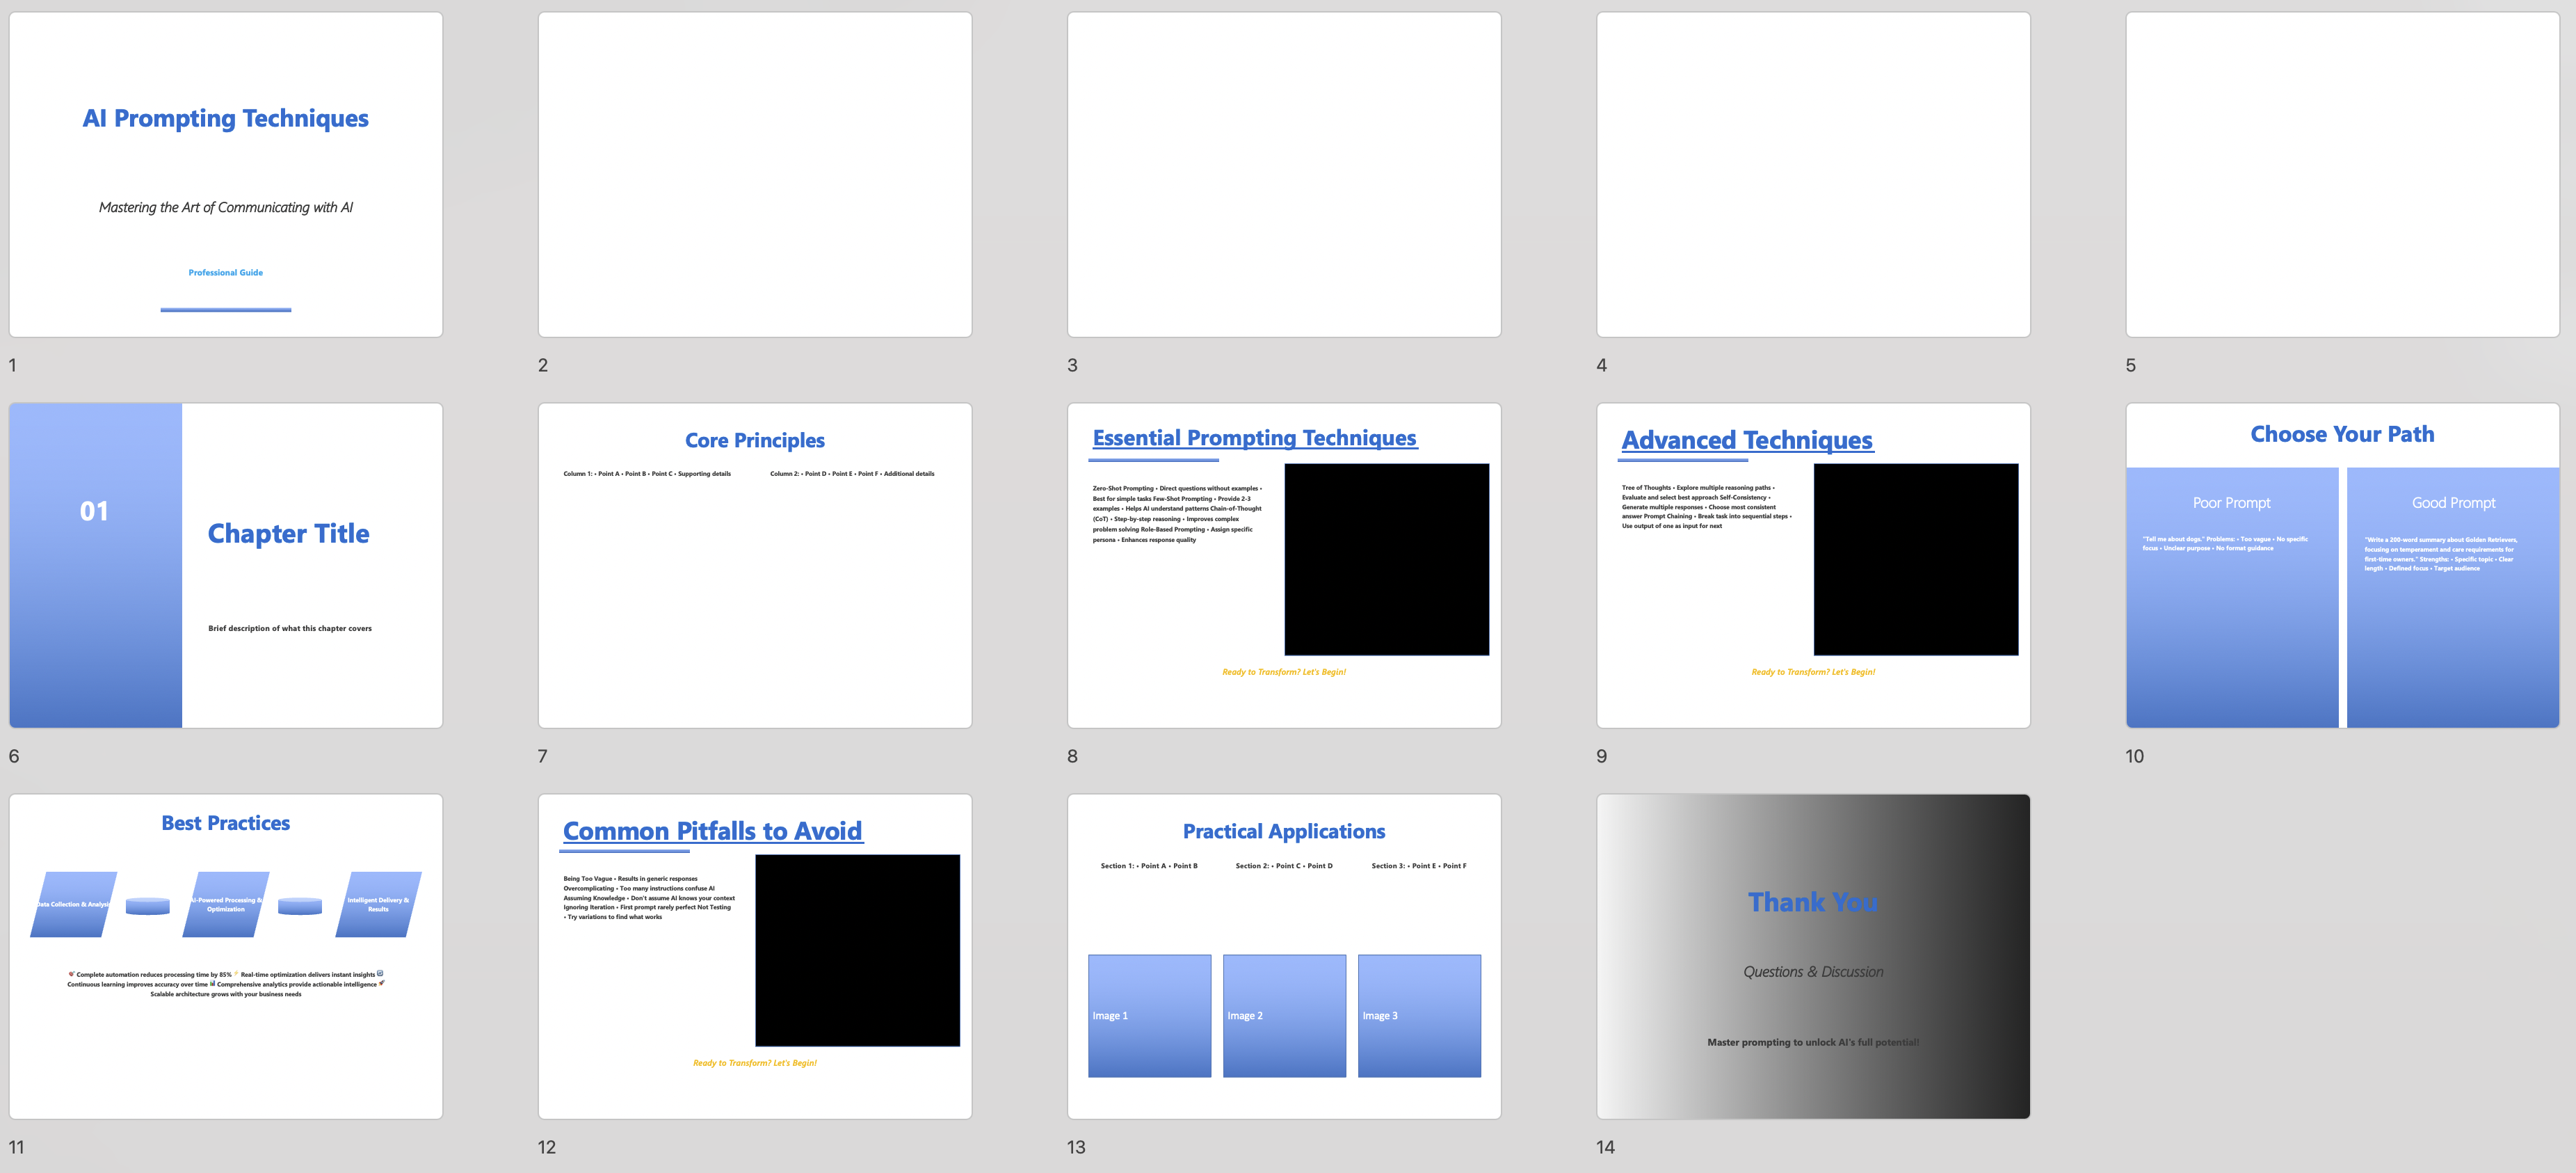 AI Prompting Techniques
Mastering the Art of Communicating with AI
Professional Guide
1
2
3
4
5
01
Chapter Title
Brief description of what this chapter covers
6
Core Principles
Column 1: • Point A • Point B • Point C • Supporting details
Column 2: • Point D • Point E • Point F • Additional details
7
Essential Prompting Techniques
Zero-Shot Prompting • Direct questions without examples •
Best for simple tasks Few-Shot Prompting • Provide 2-3
examples • Helps AI understand patterns Chain-of-Thought
(CoT) • Step-by-step reasoning • Improves complex
problem solving Role-Based Prompting • Assign specific
persona • Enhances response quality
Ready to Transform? Let's Begin!
8
Advanced Techniques
Tree of Thoughts • Explore multiple reasoning paths •
Evaluate and select best approach Self-Consistency •
Generate multiple responses • Choose most consistent
answer Prompt Chaining • Break task into sequential steps •
Use output of one as input for next
Ready to Transform? Let's Begin!
9
Choose Your Path
Poor Prompt
"Tell me about dogs." Problems: • Too vague • No specific
focus • Unclear purpose • No format guidance
Good Prompt
"Write a 200-word summary about Golden Retrievers,
focusing on temperament and care requirements for
first-time owners." Strengths: • Specific topic • Clear
length • Defined focus • Target audience
10
Best Practices
Data Collection & Analysis
AI-Powered Processing &
Optimization
Intelligent Delivery &
Results
Complete automation reduces processing time by 85% ⚡ Real-time optimization delivers instant insights
Continuous learning improves accuracy over time 📊 Comprehensive analytics provide actionable intelligence 🚀
Scalable architecture grows with your business needs
11
Common Pitfalls to Avoid
Being Too Vague • Results in generic responses
Overcomplicating • Too many instructions confuse AI
Assuming Knowledge • Don't assume AI knows your context
Ignoring Iteration • First prompt rarely perfect Not Testing
• Try variations to find what works
Ready to Transform? Let's Begin!
12
Practical Applications
Section 1: • Point A • Point B
Section 2: • Point C • Point D
Section 3: • Point E • Point F
Image 1
Image 2
Image 3
13
Thank You
Questions & Discussion
Master prompting to unlock AI's full potential!
14